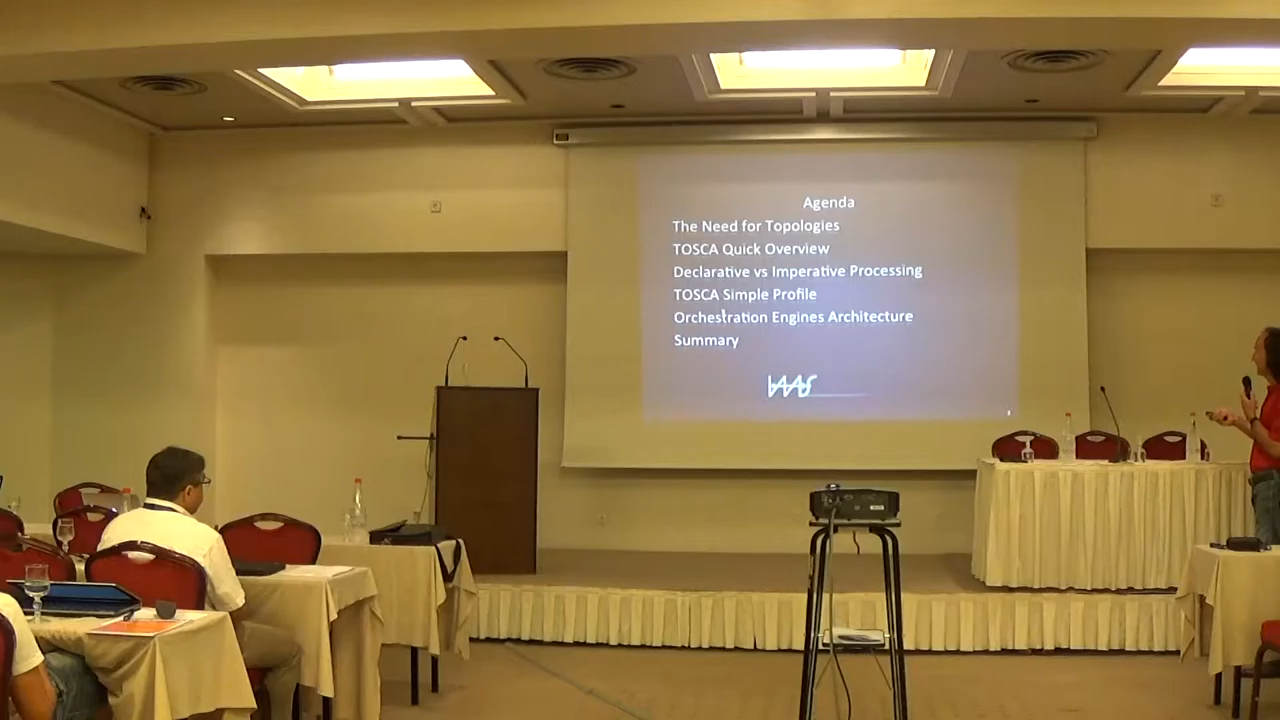 Agenda
The Need for Topologies
TOSCA Quick Overview
Declarative vs Imperative Processing
TOSCA Simple Profile
Orchestration Engines Architecture
Summary
IAAS